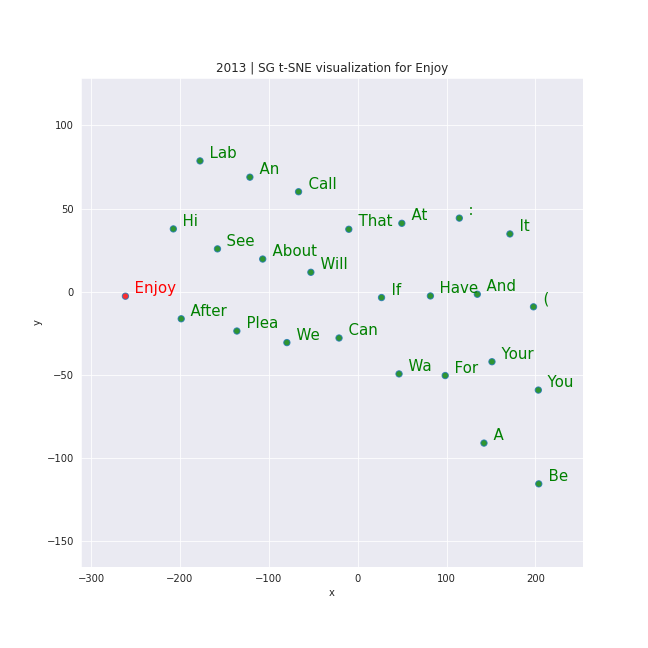 2013 | SG t-SNE visualization for Enjoy
100
50
0
−50
−100
−150
y
Lab
An
Call
Hi
That
At
:
It
See
About
Will
Enjoy
If
Have
And
(
After
Plea
We
Can
Wa
For
Your
You
A
Be
−300
−200
−100
0
100
200
x